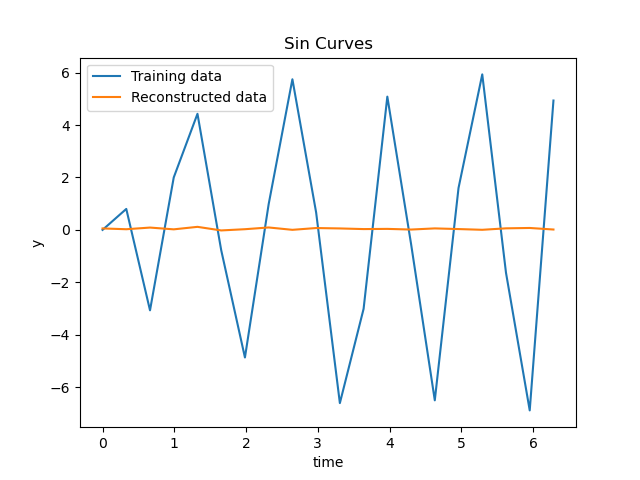 Sin Curves
Training data
Reconstructed data
6
4
2
0
−2
−4
−6
y
0 1 2 3 4 5 6
time